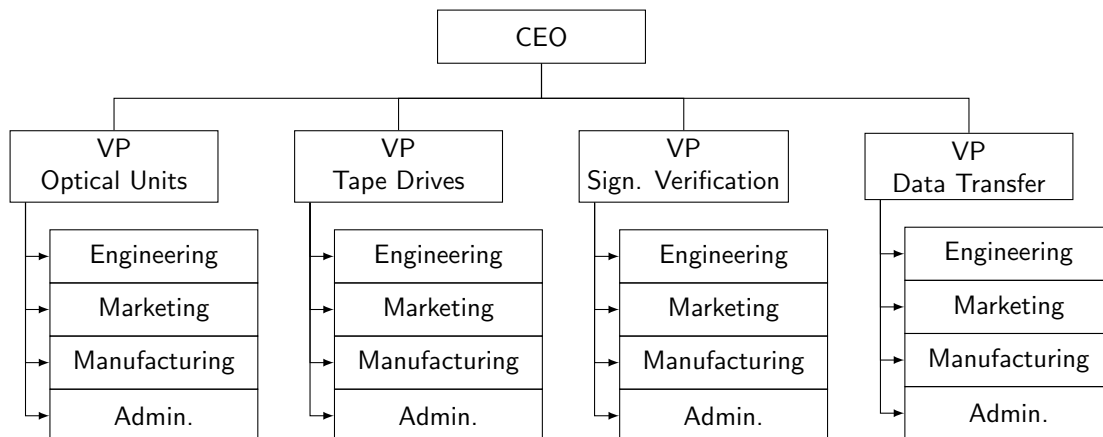 CEO
VP
Optical Units
VP
Tape Drives
VP
Sign. Verification
VP
Data Transfer
Engineering
Marketing
Manufacturing
Admin.
Engineering
Marketing
Manufacturing
Admin.
Engineering
Marketing
Manufacturing
Admin.
Engineering
Marketing
Manufacturing
Admin.